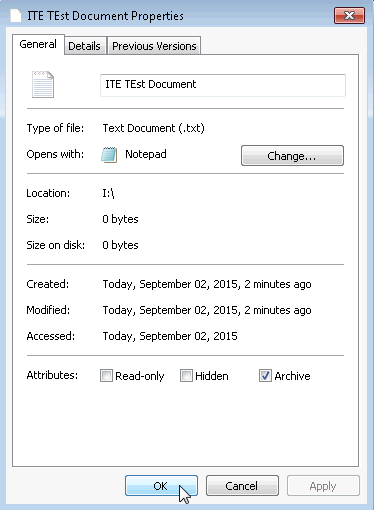 ITE TEst Document Properties
General Details Previous Versions
ITE TEst Document
Type of file: Text Document (.txt)
Opens with: Notepad Change...
Location: I:\
Size: 0 bytes
Size on disk: 0 bytes
Created: Today, September 02, 2015, 2 minutes ago
Modified: Today, September 02, 2015, 2 minutes ago
Accessed: Today, September 02, 2015
Attributes: Read-only Hidden Archive
OK Cancel Apply